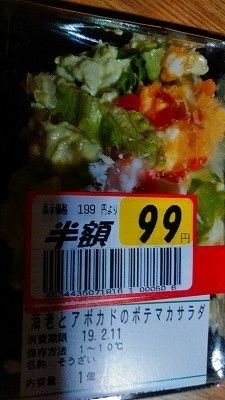 表示価格 199 円より
半額 99円
海老とアボカドのポテマカサラダ
消費期限 19.2.11
保存方法 1～10℃
名称 そうざい
内容量 1個